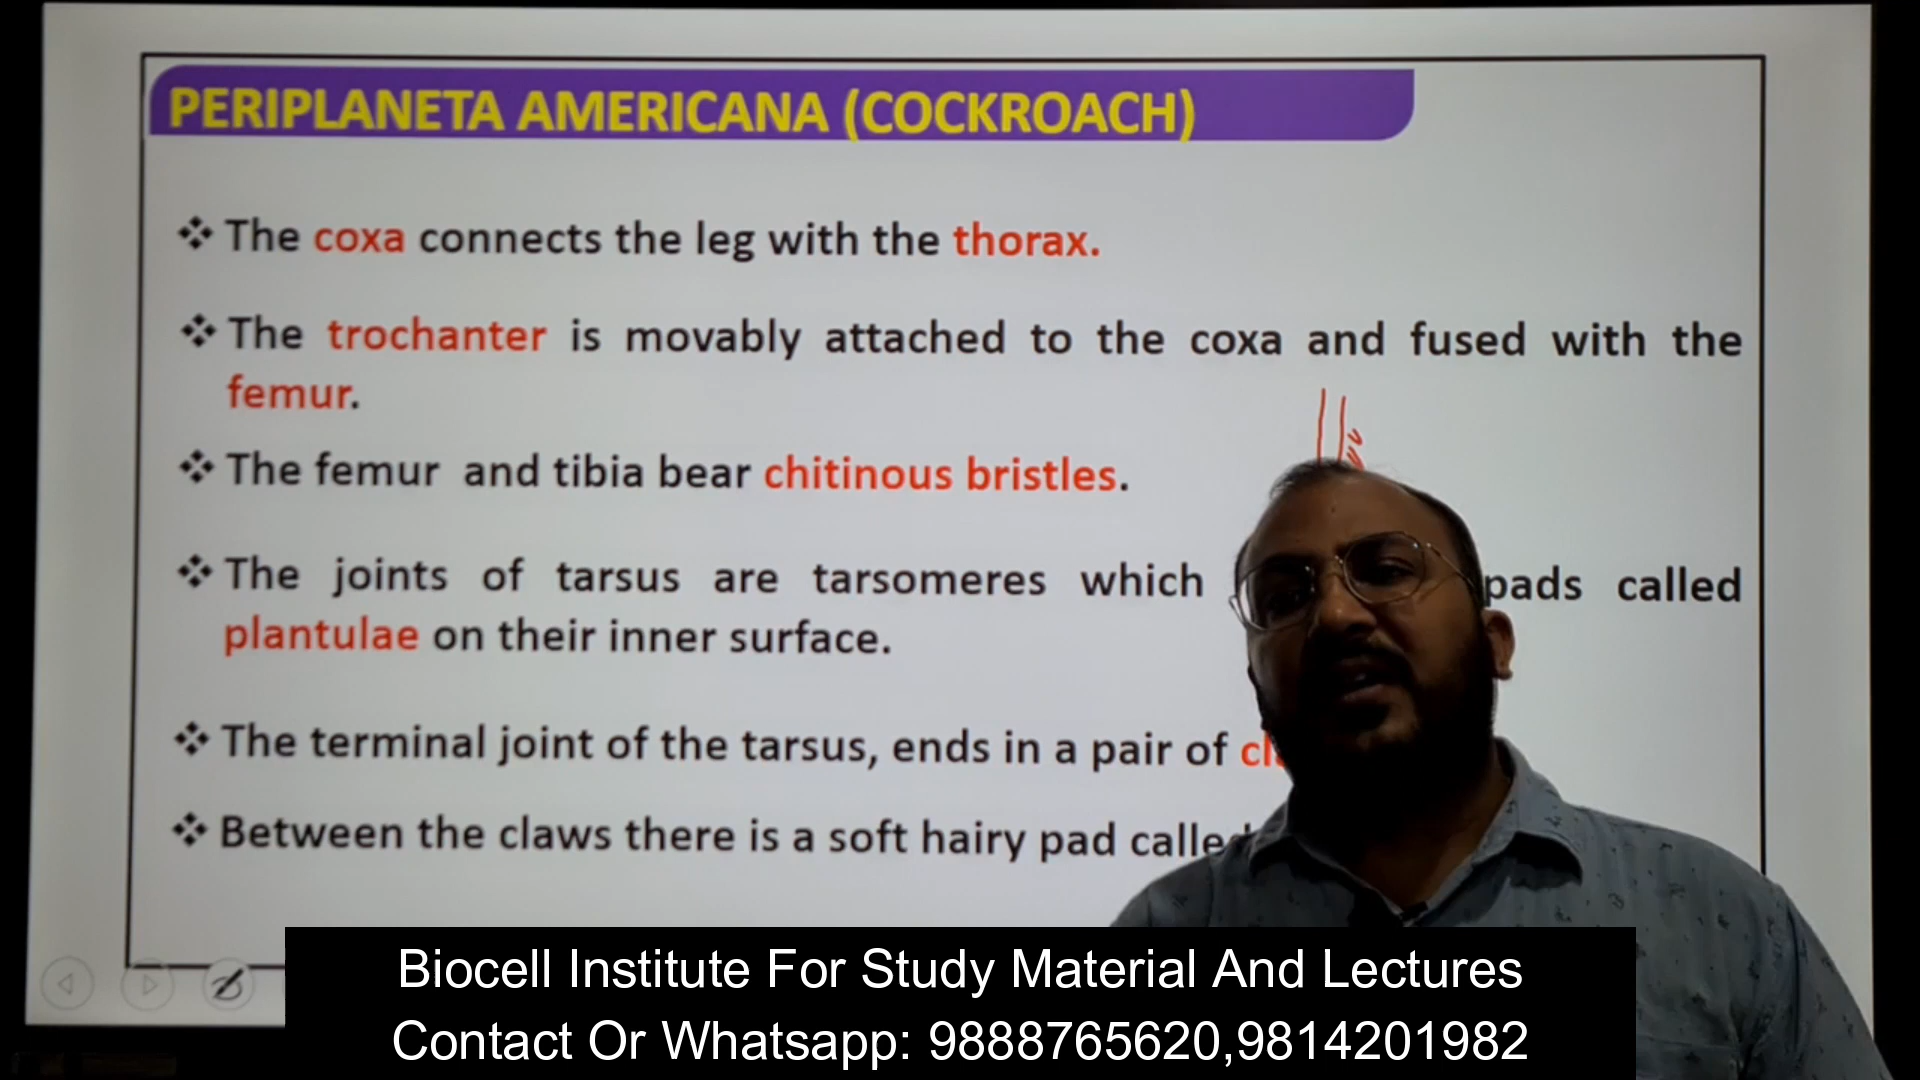 PERIPLANETA AMERICANA (COCKROACH)
❖ The coxa connects the leg with the thorax.
❖ The trochanter is movably attached to the coxa and fused with the
femur.
❖ The femur and tibia bear chitinous bristles.
❖ The joints of tarsus are tarsomeres which pads called
plantulae on their inner surface.
❖ The terminal joint of the tarsus, ends in a pair of
❖ Between the claws there is a soft hairy pad called
Biocell Institute For Study Material And Lectures
Contact Or Whatsapp: 9888765620,9814201982